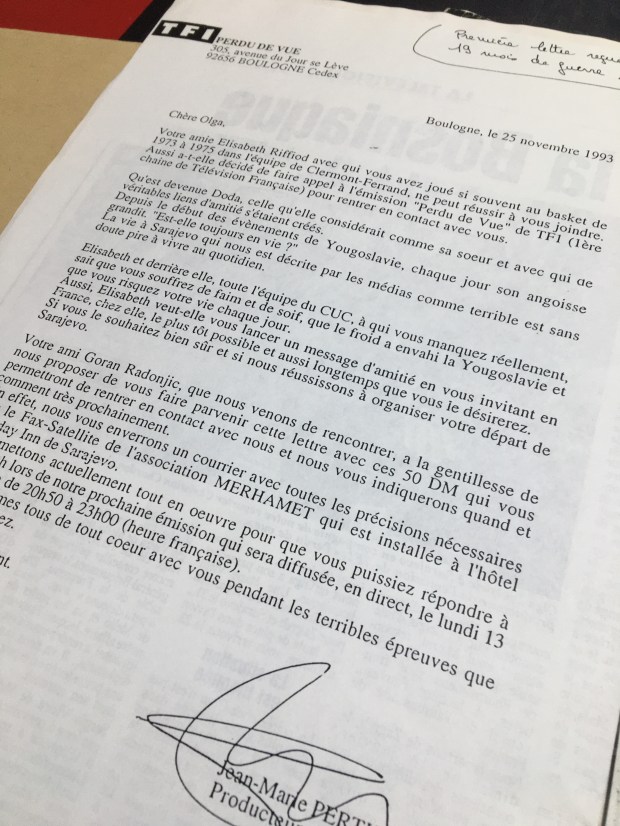 TF1
PERDU DE VUE
305, avenue du Jour se Lève
92656 BOULOGNE Cedex
Première lettre reçue
19 mois de guerre
Boulogne, le 25 novembre 1993
Chère Olga,
Votre amie Elisabeth Riffiod avec qui vous avez joué si souvent au basket de
1973 à 1975 dans l'équipe de Clermont-Ferrand, ne peut réussir à vous joindre.
Aussi a-t-elle décidé de faire appel à l'émission "Perdu de Vue" de TF1 (1ère
chaine de Télévision Française) pour rentrer en contact avec vous.
Qu'est devenue Doda, celle qu'elle considérait comme sa soeur et avec qui de
véritables liens d'amitié s'étaient créés.
Depuis le début des évènements de Yougoslavie, chaque jour son angoisse
grandit. "Est-elle toujours en vie ?"
La vie à Sarajevo qui nous est décrite par les médias comme terrible est sans
doute pire à vivre au quotidien.
Elisabeth et derrière elle, toute l'équipe du CUC, à qui vous manquez réellement,
sait que vous souffrez de faim et de soif, que le froid a envahi la Yougoslavie et
que vous risquez votre vie chaque jour.
Aussi, Elisabeth veut-elle vous lancer un message d'amitié en vous invitant en
France, chez elle, le plus tôt possible et aussi longtemps que vous le désirerez.
Si vous le souhaitez bien sûr et si nous réussissons à organiser votre départ de
Sarajevo.
Votre ami Goran Radonjic, que nous venons de rencontrer, a la gentillesse de
nous proposer de vous faire parvenir cette lettre avec ces 50 DM qui vous
permettront de rentrer en contact avec nous et nous vous indiquerons quand et
comment très prochainement.
n effet, nous vous enverrons un courrier avec toutes les précisions nécessaires
le Fax-Satellite de l'association MERHAMET qui est installée à l'hôtel
day Inn de Sarajevo.
mettons actuellement tout en oeuvre pour que vous puissiez répondre à
h lors de notre prochaine émission qui sera diffusée, en direct, le lundi 13
de 20h50 à 23h00 (heure française).
mes tous de tout coeur avec vous pendant les terribles épreuves que
ez.
nt.
Jean-Marie PERT
Producteu